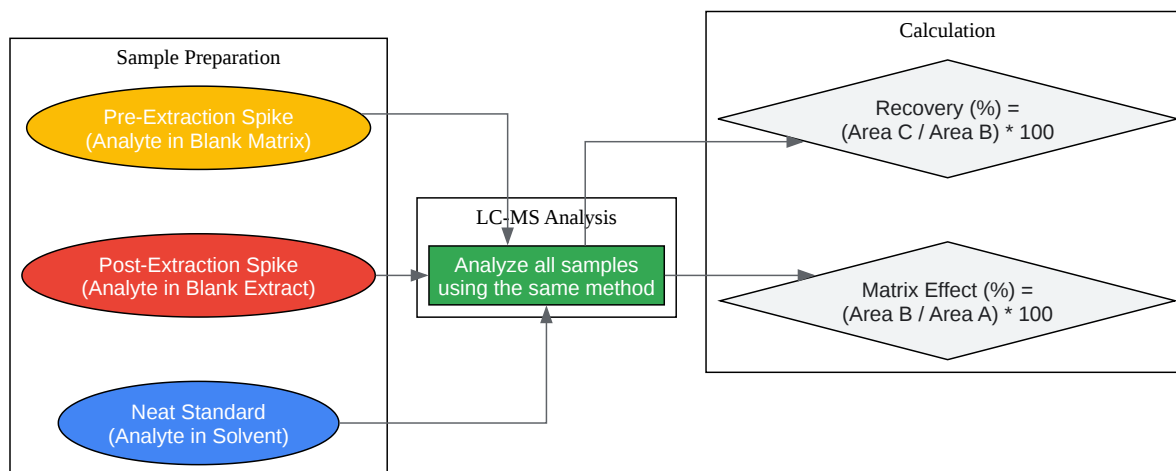 Sample Preparation
Pre-Extraction Spike
(Analyte in Blank Matrix)
Post-Extraction Spike
(Analyte in Blank Extract)
Neat Standard
(Analyte in Solvent)
LC-MS Analysis
Analyze all samples
using the same method
Calculation
Recovery (%) =
(Area C / Area B) * 100
Matrix Effect (%) =
(Area B / Area A) * 100